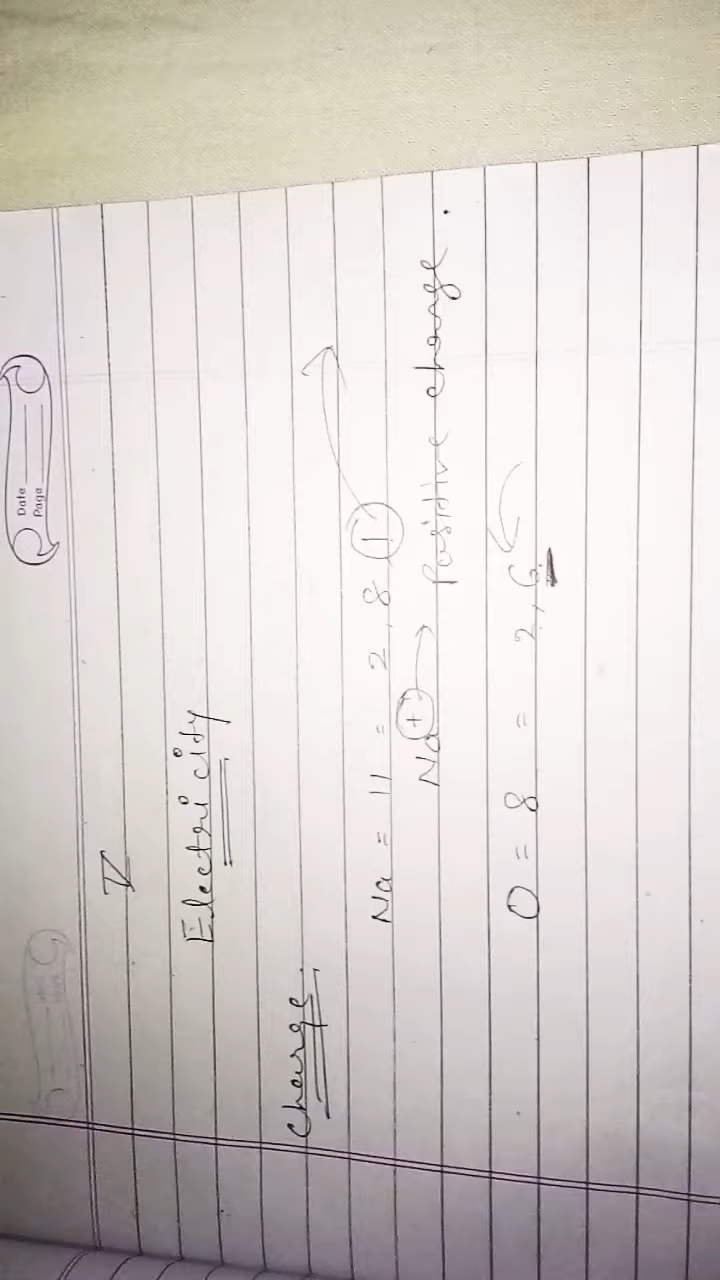 Date
Page
Electricity
Charge.
Na = 11 = 2, 8, 1
Na+ → Positive charge.
O = 8 = 2, 6